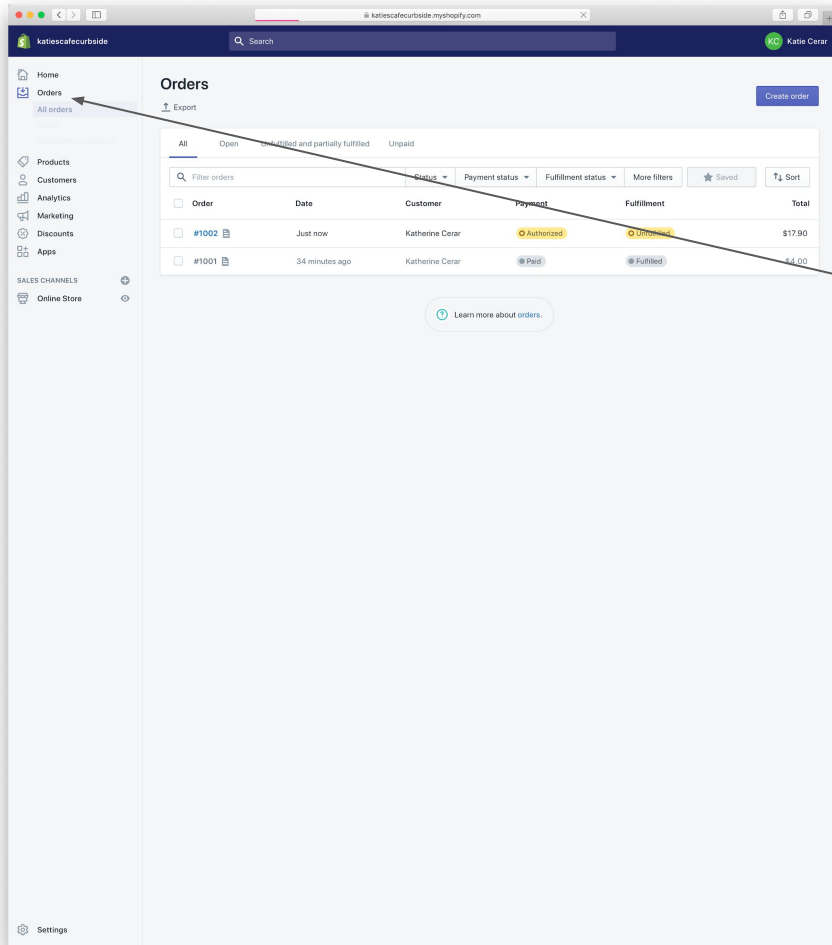 katiescafecurbside.myshopify.com
katiescafecurbside
Search
KC Katie Cerar
Home
Orders
All orders
Products
Customers
Analytics
Marketing
Discounts
Apps
SALES CHANNELS
Online Store
Settings
Orders
Export
Create order
All Open Unfulfilled and partially fulfilled Unpaid
Filter orders Status Payment status Fulfillment status More filters Saved Sort
Order Date Customer Payment Fulfillment Total
#1002 Just now Katherine Cerar Authorized Unfulfilled $17.90
#1001 34 minutes ago Katherine Cerar Paid Fulfilled $4.00
Learn more about orders.